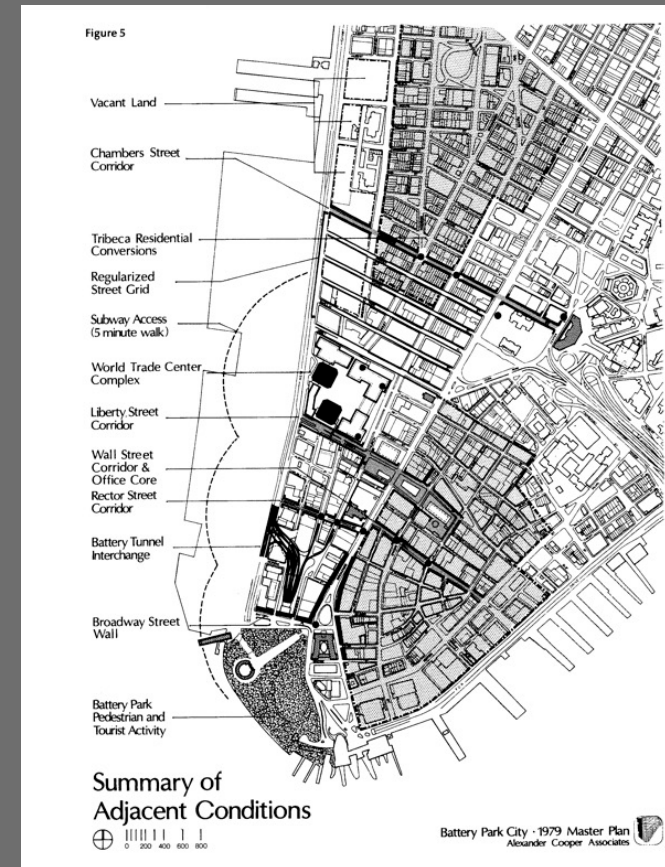 Figure 5
Vacant Land
Chambers Street
Corridor
Tribeca Residential
Conversions
Regularized
Street Grid
Subway Access
(5 minute walk)
World Trade Center
Complex
Liberty Street
Corridor
Wall Street
Corridor &
Office Core
Rector Street
Corridor
Battery Tunnel
Interchange
Broadway Street
Wall
Battery Park
Pedestrian and
Tourist Activity
Summary of
Adjacent Conditions
0 200 400 600 800
Battery Park City · 1979 Master Plan
Alexander Cooper Associates